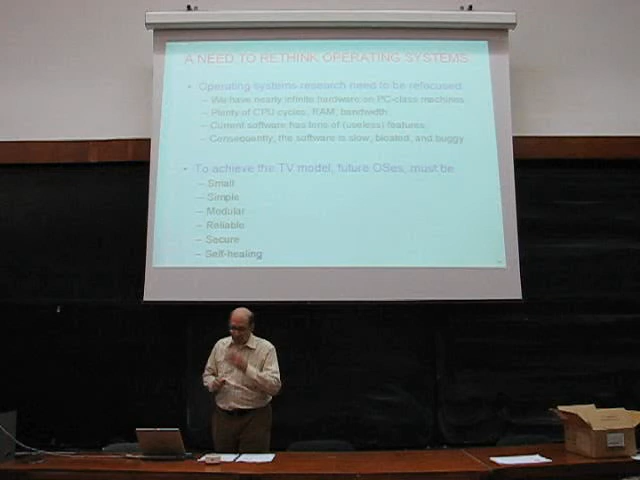 A NEED TO RETHINK OPERATING SYSTEMS
• Operating systems research need to be refocused
– We have nearly infinite hardware on PC-class machines
– Plenty of CPU cycles, RAM, bandwidth
– Current software has tons of (useless) features
– Consequently, the software is slow, bloated, and buggy
• To achieve the TV model, future OSes, must be
– Small
– Simple
– Modular
– Reliable
– Secure
– Self-healing